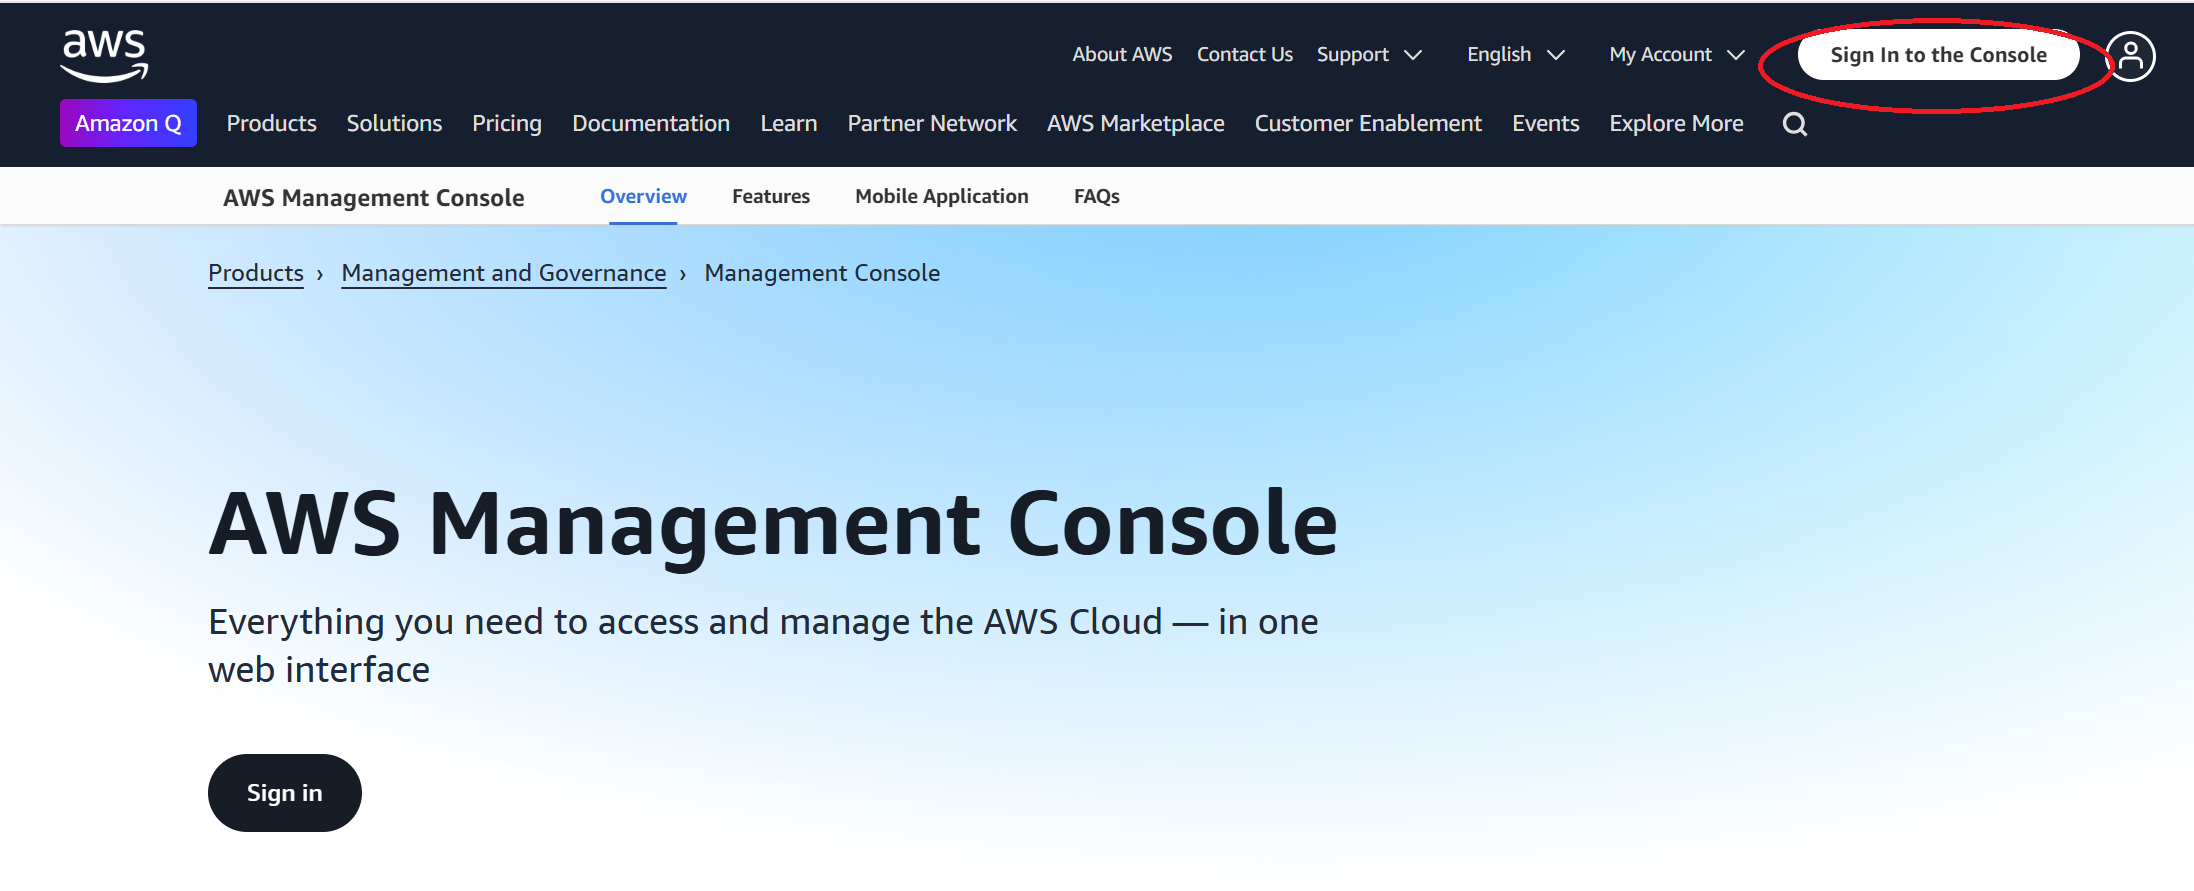 aws
About AWS Contact Us Support English My Account Sign In to the Console
Amazon Q Products Solutions Pricing Documentation Learn Partner Network AWS Marketplace Customer Enablement Events Explore More
AWS Management Console Overview Features Mobile Application FAQs
Products › Management and Governance › Management Console
AWS Management Console
Everything you need to access and manage the AWS Cloud — in one
web interface
Sign in